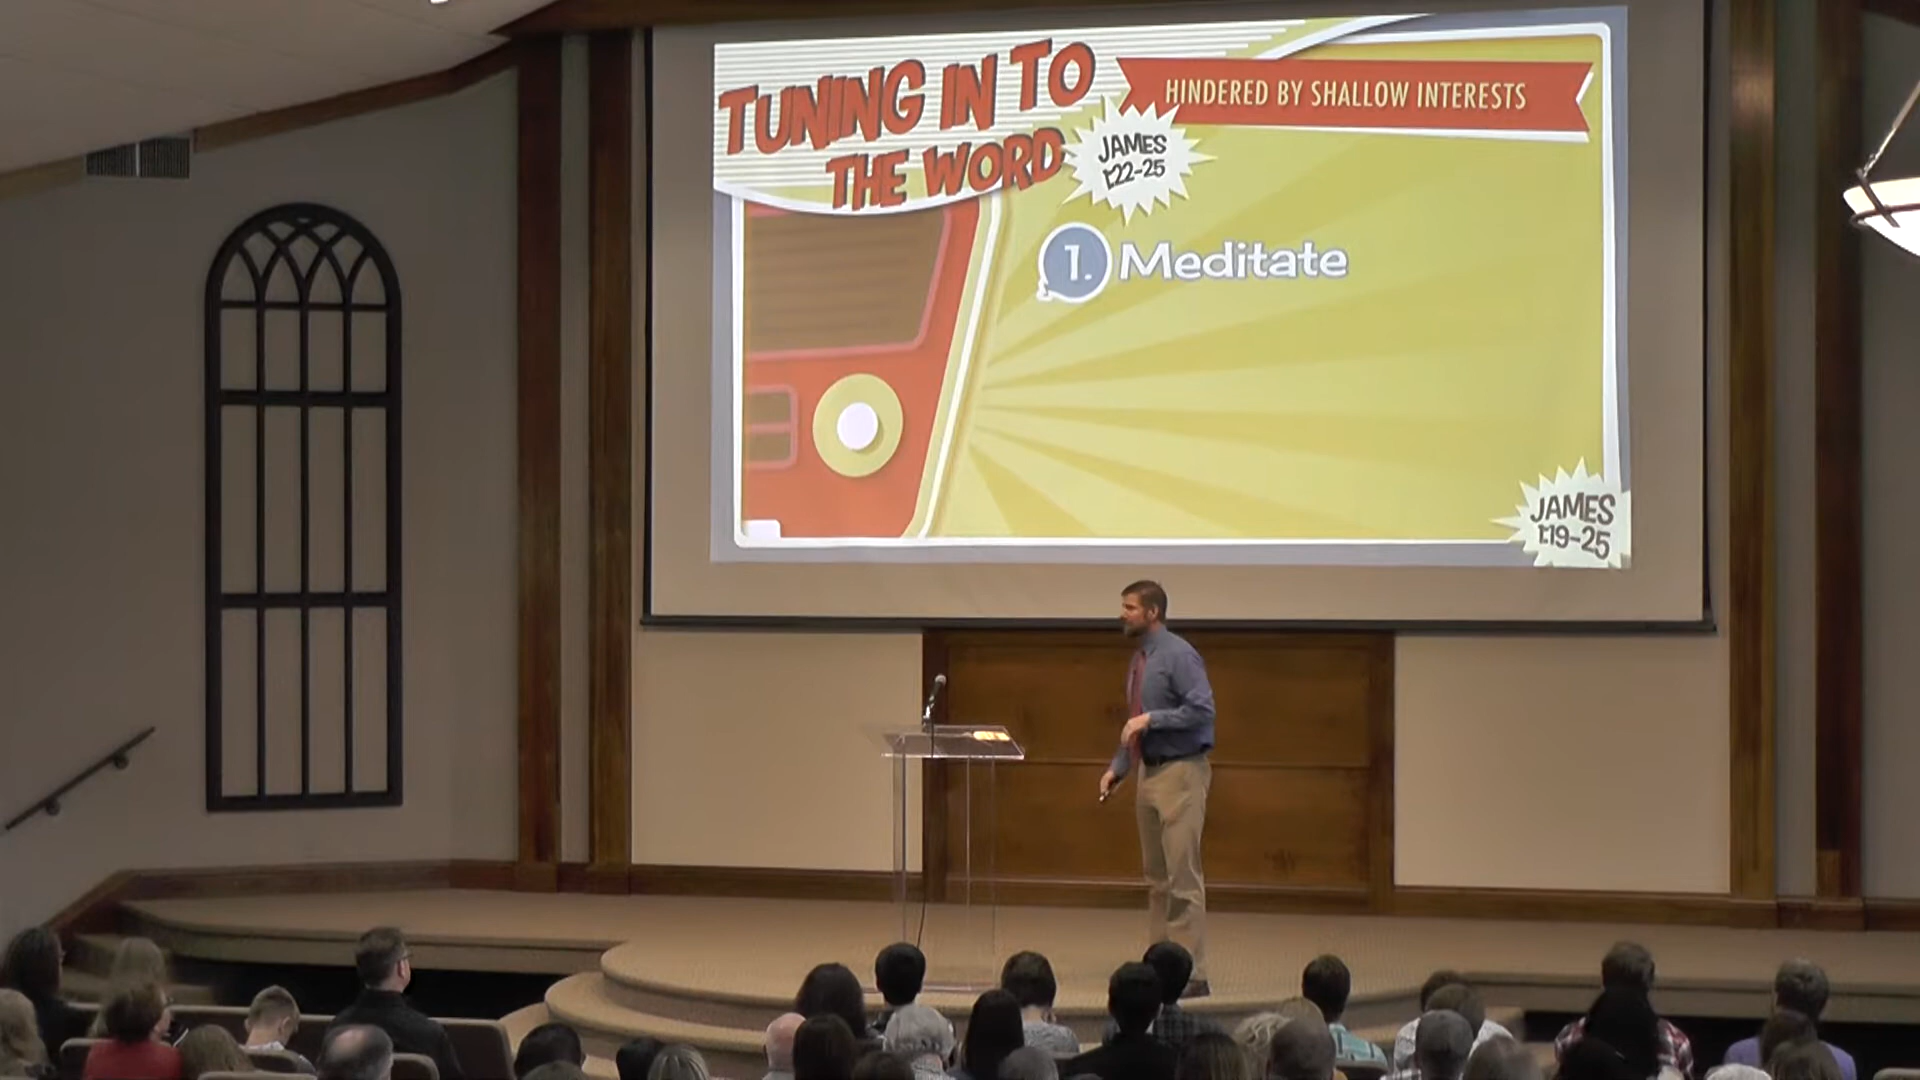 TUNING IN TO
THE WORD
HINDERED BY SHALLOW INTERESTS
JAMES
1:22-25
1. Meditate
JAMES
1:19-25